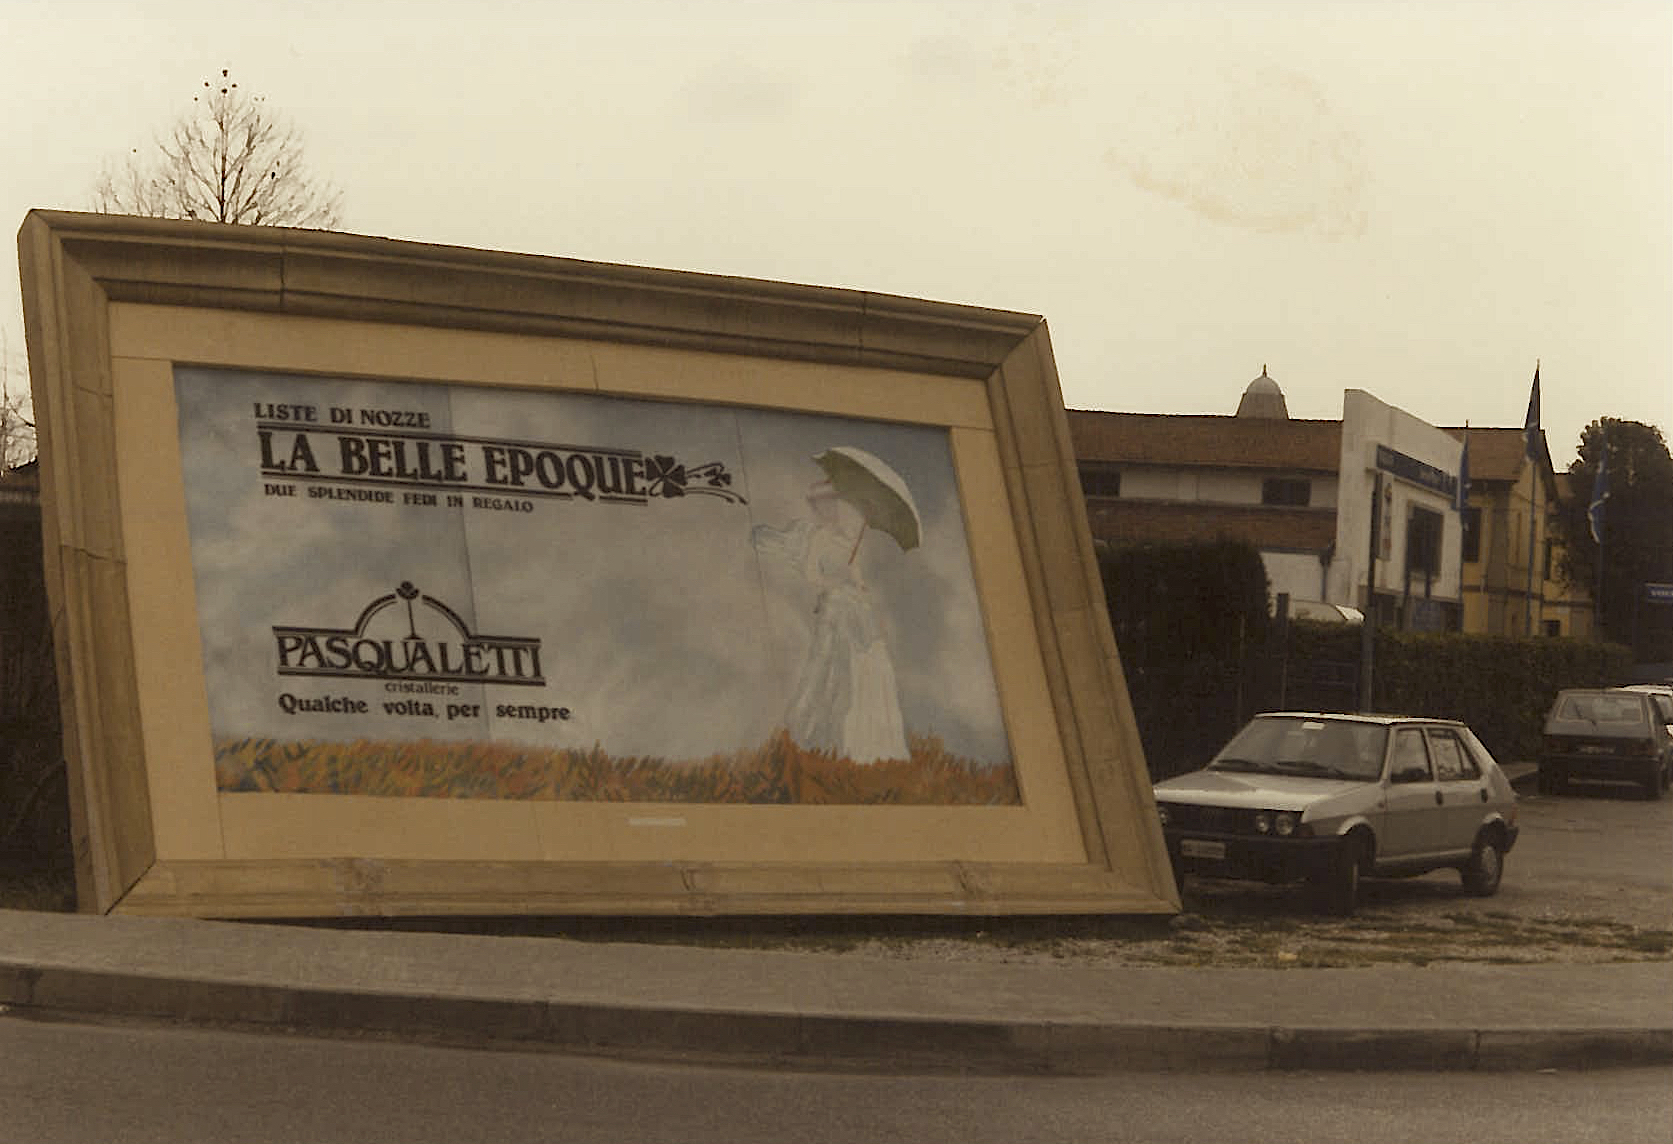 LISTE DI NOZZE
LA BELLE EPOQUE
DUE SPLENDIDE FEDI IN REGALO
PASQUALETTI
cristallerie
Qualche volta, per sempre